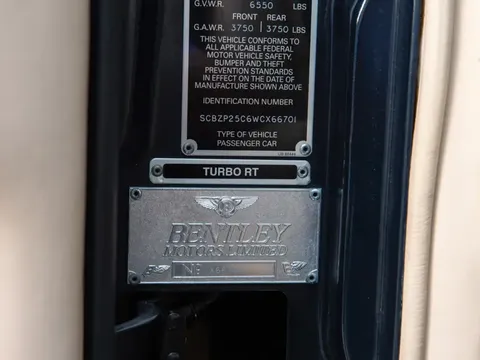 G.V.W.R. 6550 LBS
FRONT REAR
G.A.W.R. 3750 3750 LBS
THIS VEHICLE CONFORMS TO
ALL APPLICABLE FEDERAL
MOTOR VEHICLE SAFETY,
BUMPER AND THEFT
PREVENTION STANDARDS
IN EFFECT ON THE DATE OF
MANUFACTURE SHOWN ABOVE
IDENTIFICATION NUMBER
SCBZP25C6WCX66701
TYPE OF VEHICLE
PASSENGER CAR
TURBO RT
BENTLEY
MOTORS LIMITED
Nº